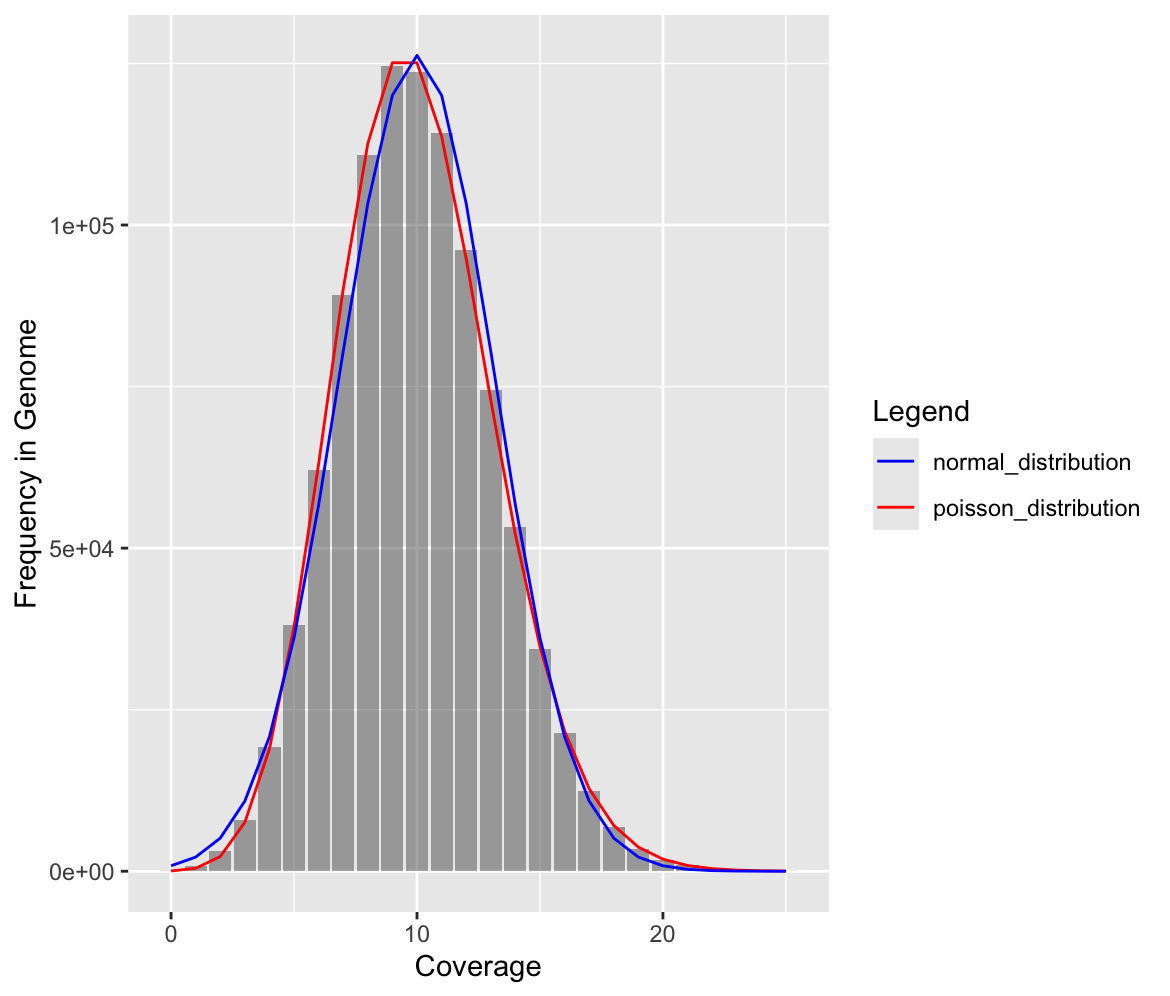 Frequency in Genome
1e+05
5e+04
0e+00
0
10
20
Coverage
Legend
normal_distribution
poisson_distribution